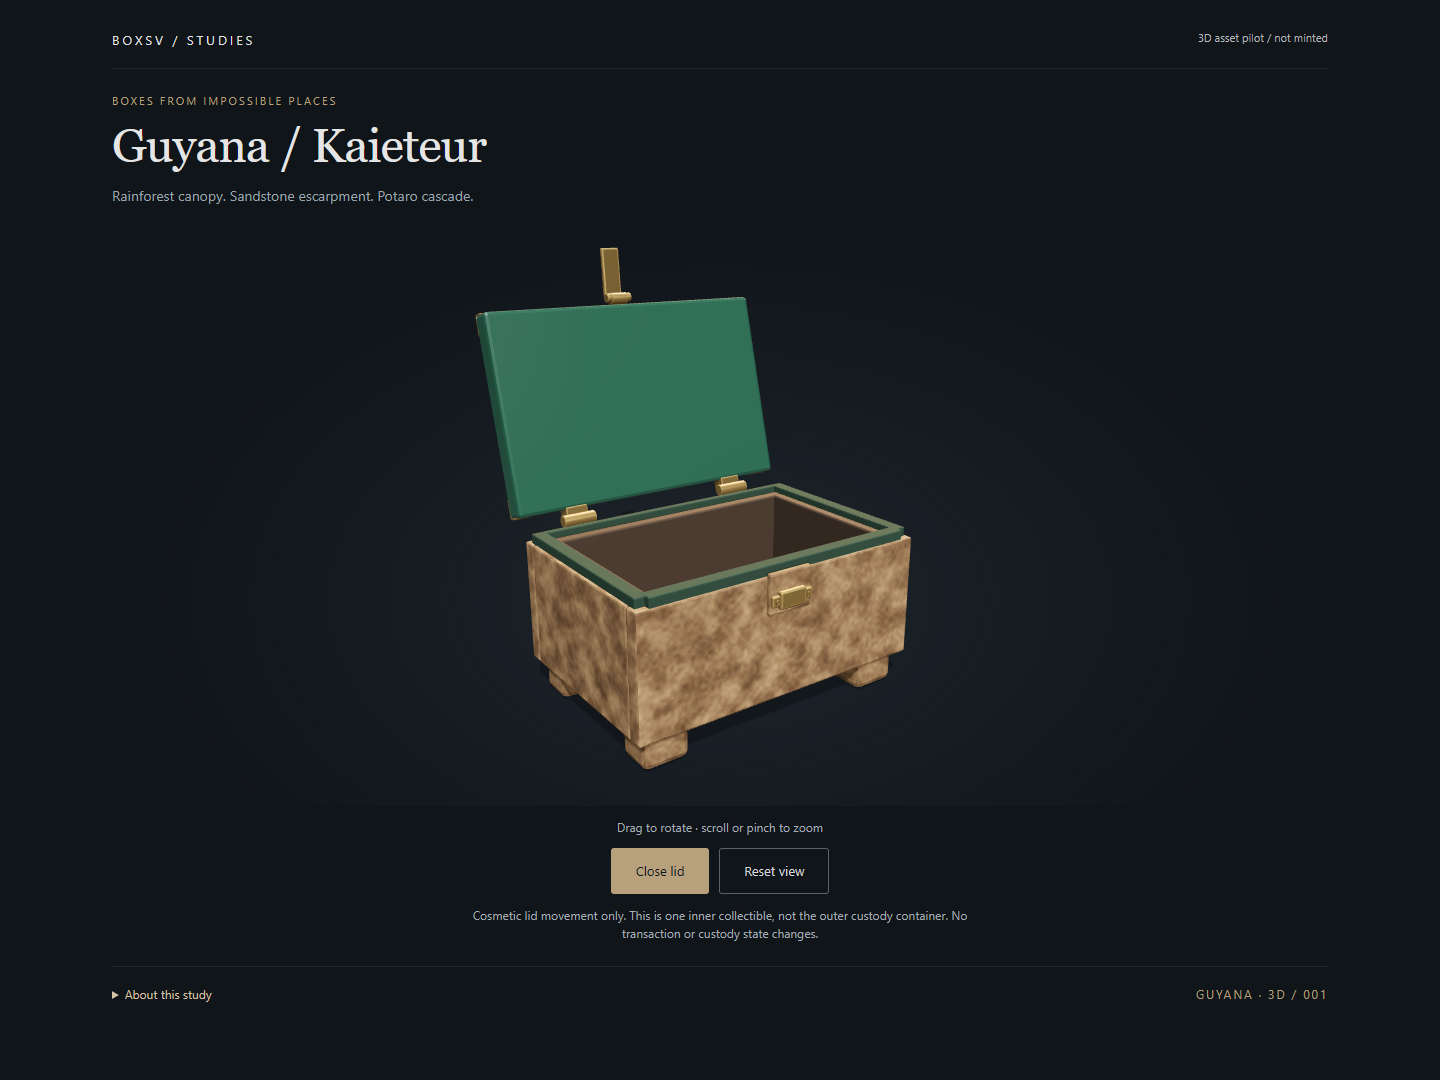 BOXSV / STUDIES
3D asset pilot / not minted
BOXES FROM IMPOSSIBLE PLACES
Guyana / Kaieteur
Rainforest canopy. Sandstone escarpment. Potaro cascade.
Drag to rotate · scroll or pinch to zoom
Close lid
Reset view
Cosmetic lid movement only. This is one inner collectible, not the outer custody container. No
transaction or custody state changes.
About this study
GUYANA · 3D / 001